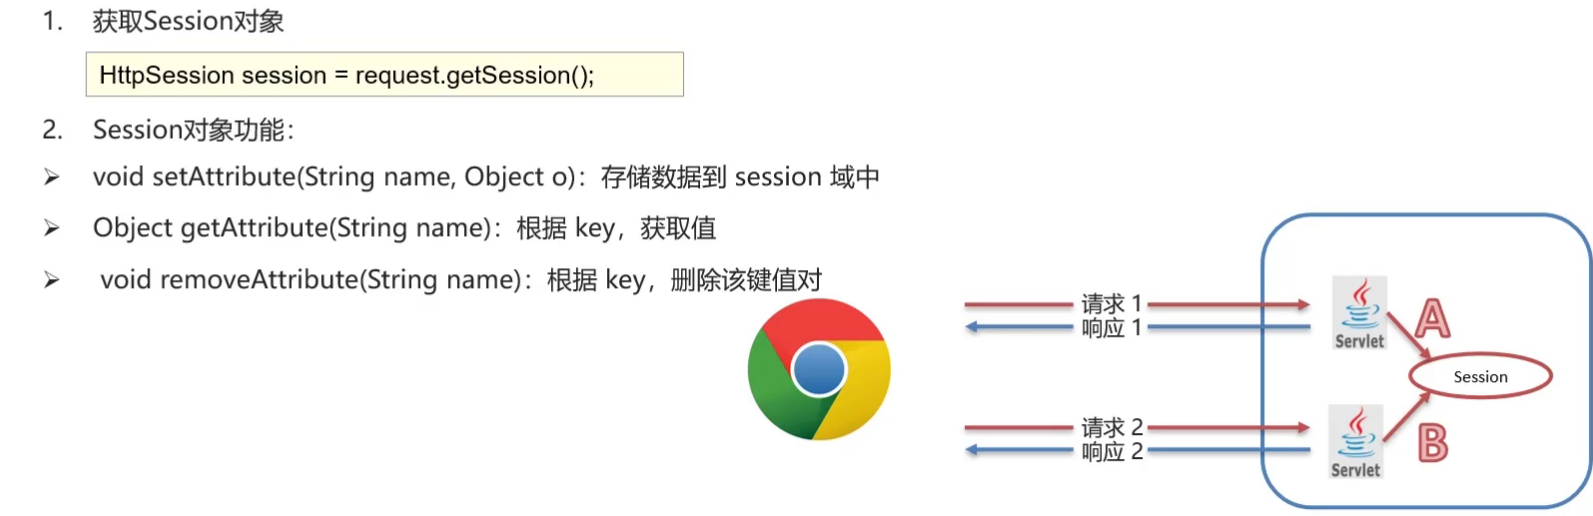 1. 获取Session对象
HttpSession session = request.getSession();
2. Session对象功能：
➢ void setAttribute(String name, Object o)：存储数据到 session 域中
➢ Object getAttribute(String name)：根据 key，获取值
➢ void removeAttribute(String name)：根据 key，删除该键值对
请求 1
响应 1
Servlet
A
Session
请求 2
响应 2
Servlet
B